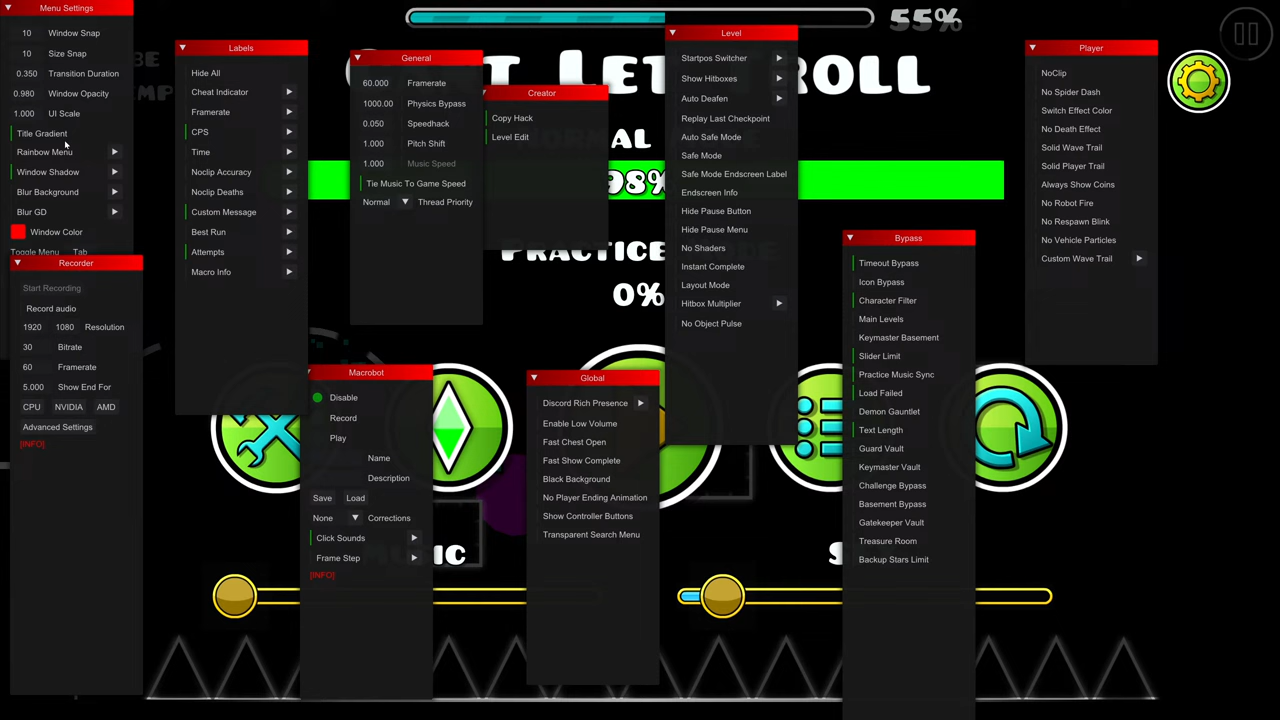 Menu Settings
10 Window Snap
10 Size Snap
0.350 Transition Duration
0.980 Window Opacity
1.000 UI Scale
Title Gradient
Rainbow Menu
Window Shadow
Blur Background
Blur GD
Window Color
Toggle Menu Tab
Recorder
Start Recording
Record audio
1920 1080 Resolution
30 Bitrate
60 Framerate
5.000 Show End For
CPU NVIDIA AMD
Advanced Settings
[INFO]
Labels
Hide All
Cheat Indicator
Framerate
CPS
Time
Noclip Accuracy
Noclip Deaths
Custom Message
Best Run
Attempts
Macro Info
General
60.000 Framerate
1000.00 Physics Bypass
0.050 Speedhack
1.000 Pitch Shift
1.000 Music Speed
Tie Music To Game Speed
Normal Thread Priority
Macrobot
Disable
Record
Play
Name
Description
Save Load
None Corrections
Click Sounds
Frame Step
[INFO]
Creator
Copy Hack
Level Edit
Global
Discord Rich Presence
Enable Low Volume
Fast Chest Open
Fast Show Complete
Black Background
No Player Ending Animation
Show Controller Buttons
Transparent Search Menu
Level
Startpos Switcher
Show Hitboxes
Auto Deafen
Replay Last Checkpoint
Auto Safe Mode
Safe Mode
Safe Mode Endscreen Label
Endscreen Info
Hide Pause Button
Hide Pause Menu
No Shaders
Instant Complete
Layout Mode
Hitbox Multiplier
No Object Pulse
Bypass
Timeout Bypass
Icon Bypass
Character Filter
Main Levels
Keymaster Basement
Slider Limit
Practice Music Sync
Load Failed
Demon Gauntlet
Text Length
Guard Vault
Keymaster Vault
Challenge Bypass
Basement Bypass
Gatekeeper Vault
Treasure Room
Backup Stars Limit
Player
NoClip
No Spider Dash
Switch Effect Color
No Death Effect
Solid Wave Trail
Solid Player Trail
Always Show Coins
No Robot Fire
No Respawn Blink
No Vehicle Particles
Custom Wave Trail
55%
98%
0%